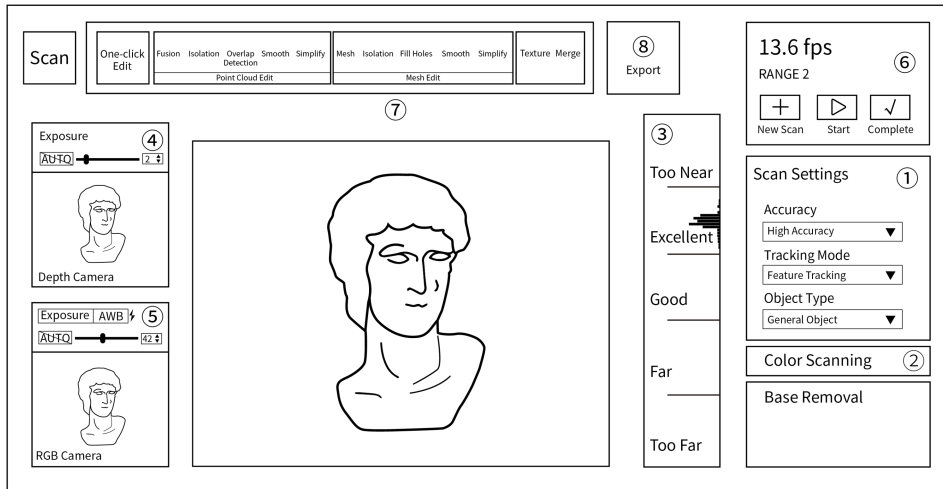 Scan
One-click
Edit
Fusion Isolation Overlap Smooth Simplify
Detection
Point Cloud Edit
Mesh Isolation Fill Holes Smooth Simplify
Mesh Edit
Texture Merge
⑧
Export
13.6 fps
⑥
RANGE 2
New Scan Start Complete
⑦
Exposure ④
AUTO 2
Depth Camera
Exposure AWB ⑤
AUTO 42
RGB Camera
③
Too Near
Excellent
Good
Far
Too Far
Scan Settings ①
Accuracy
High Accuracy
Tracking Mode
Feature Tracking
Object Type
General Object
Color Scanning ②
Base Removal